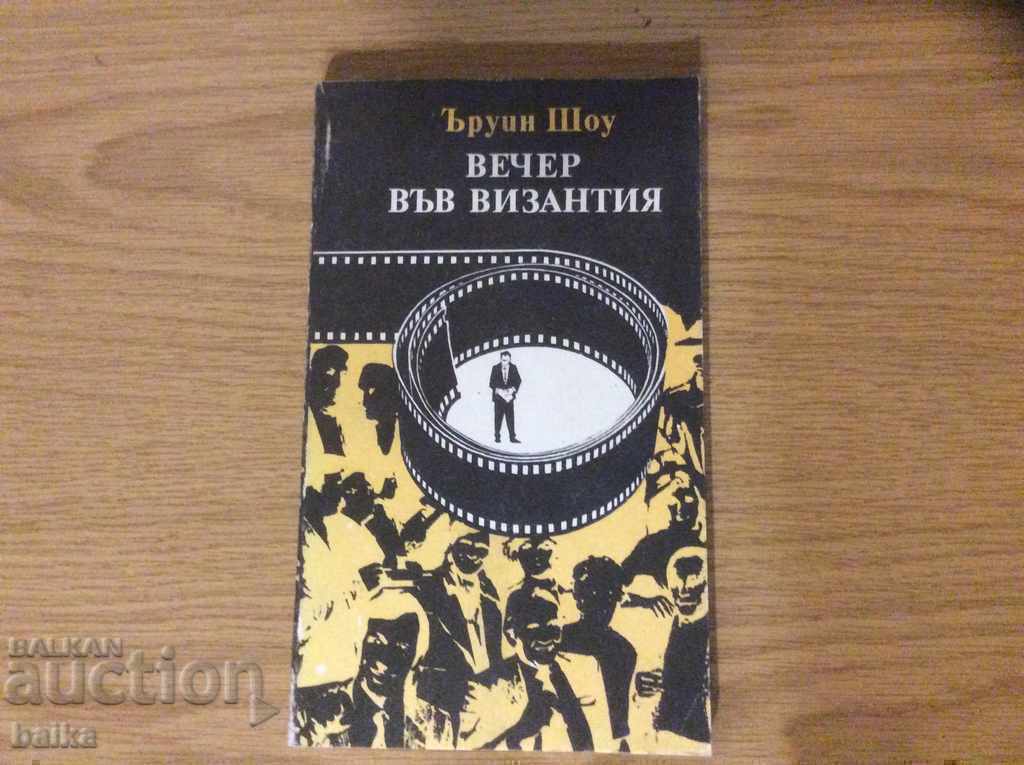 Ъруин Шоу
ВЕЧЕР
ВЪВ ВИЗАНТИЯ
BALKAN
auction
baika